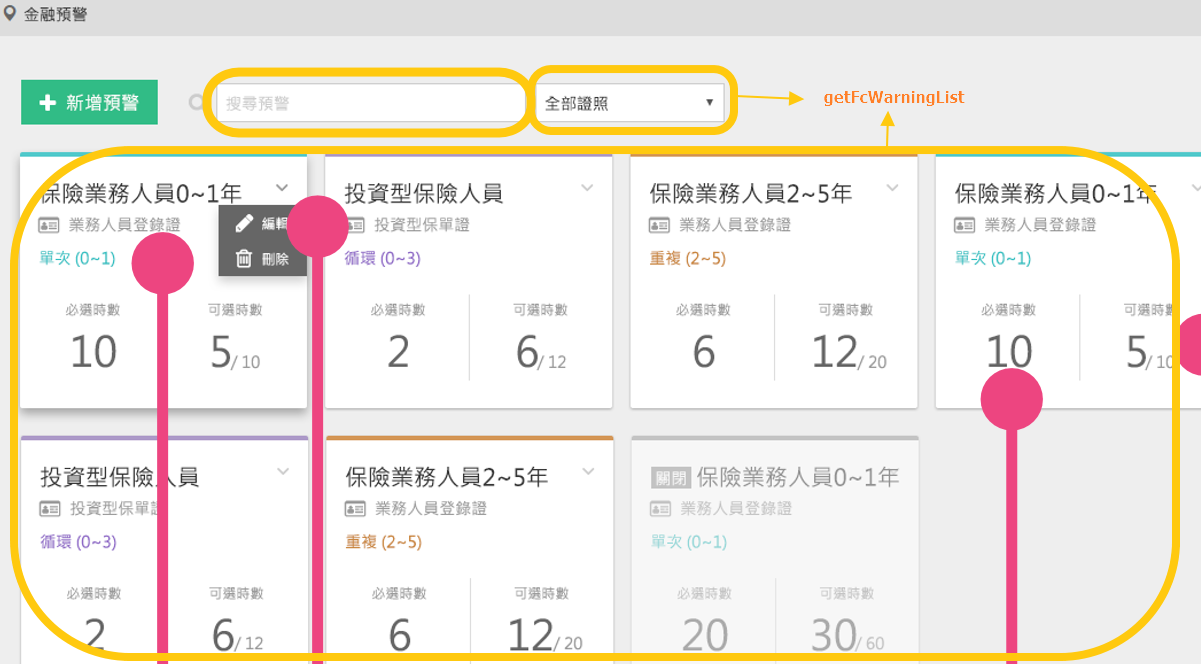 金融預警
新增預警
搜尋預警
全部證照
getFcWarningList
保險業務人員0~1年
業務人員登錄證
單次 (0~1)
編輯
刪除
必選時數 可選時數
10 5/ 10
投資型保險人員
投資型保單證
循環 (0~3)
必選時數 可選時數
2 6/ 12
保險業務人員2~5年
業務人員登錄證
重複 (2~5)
必選時數 可選時數
6 12/ 20
保險業務人員0~1年
業務人員登錄證
單次 (0~1)
必選時數 可選時數
10 5/ 10
投資型保險人員
投資型保單證
循環 (0~3)
必選時數 可選時數
2 6/ 12
保險業務人員2~5年
業務人員登錄證
重複 (2~5)
必選時數 可選時數
6 12/ 20
關閉 保險業務人員0~1年
業務人員登錄證
單次 (0~1)
必選時數 可選時數
20 30/ 60